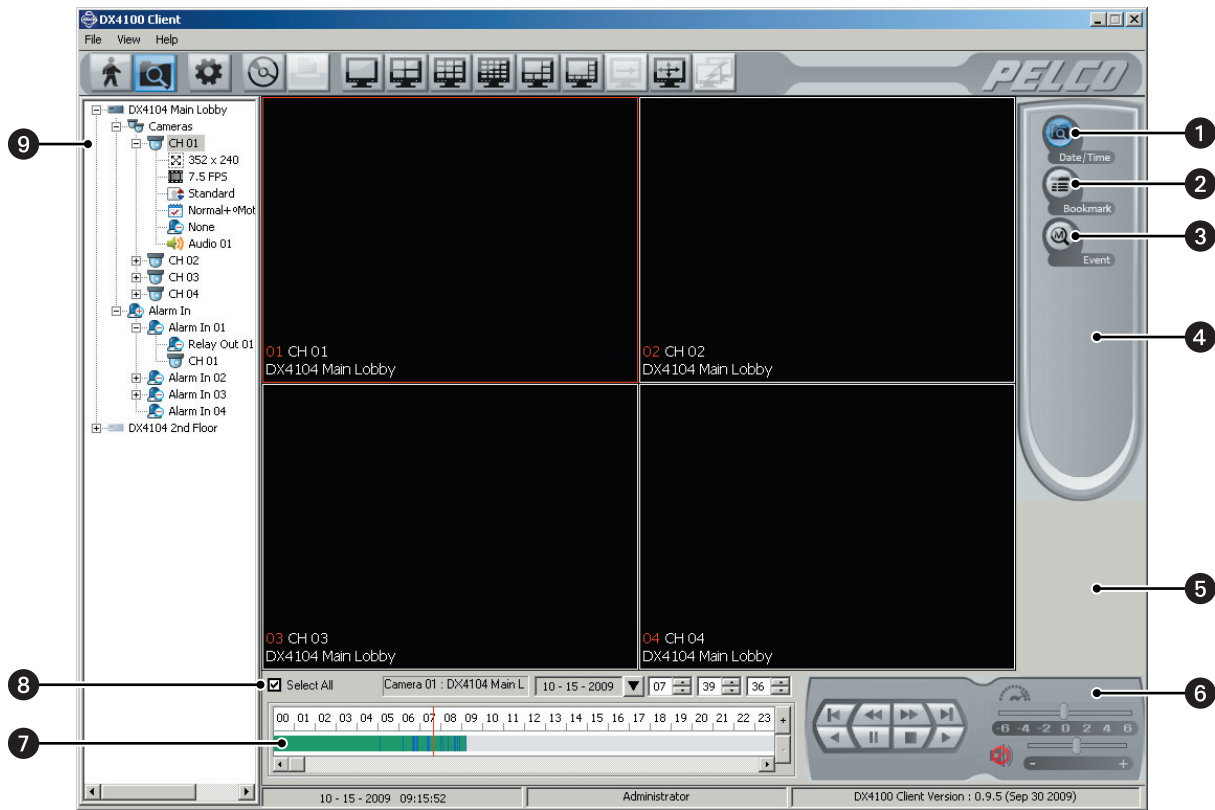 DX4100 Client
File View Help
PELCO
DX4104 Main Lobby
Cameras
CH 01
352 x 240
7.5 FPS
Standard
Normal+ºMot
None
Audio 01
CH 02
CH 03
CH 04
Alarm In
Alarm In 01
Relay Out 01
CH 01
Alarm In 02
Alarm In 03
Alarm In 04
DX4104 2nd Floor
9
01 CH 01
DX4104 Main Lobby
02 CH 02
DX4104 Main Lobby
03 CH 03
DX4104 Main Lobby
04 CH 04
DX4104 Main Lobby
Date/Time
1
Bookmark
2
M
Event
3
4
5
8
Select All
Camera 01 : DX4104 Main L
10 - 15 - 2009
07 39 36
00 01 02 03 04 05 06 07 08 09 10 11 12 13 14 15 16 17 18 19 20 21 22 23 +
-
7
6
-6 -4 -2 0 2 4 6
- +
10 - 15 - 2009 09:15:52
Administrator
DX4100 Client Version : 0.9.5 (Sep 30 2009)